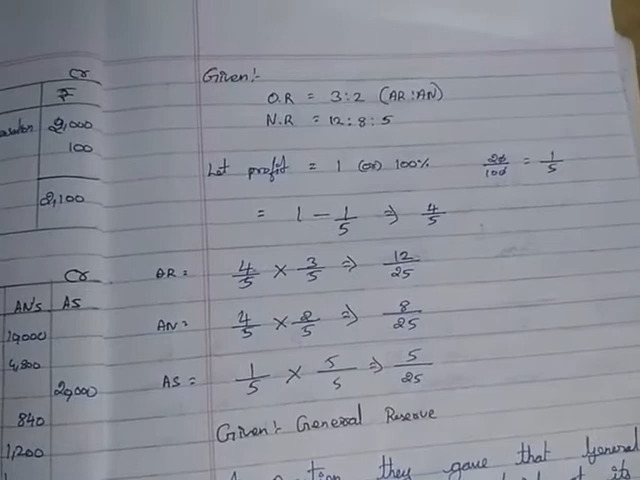 Cr
₹
2,000
100
2,100
Cr
AN's AS
19,000
4,800
20,000
840
1,200
Given:-
O.R = 3:2 (AR:AN)
N.R = 12:8:5
Let profit = 1 (or) 100% 20/100 = 1/5
= 1 - 1/5 ⇒ 4/5
AR = 4/5 × 3/5 ⇒ 12/25
AN = 4/5 × 2/5 ⇒ 8/25
AS = 1/5 × 5/5 ⇒ 5/25
Given:- General Reserve
they gave that General